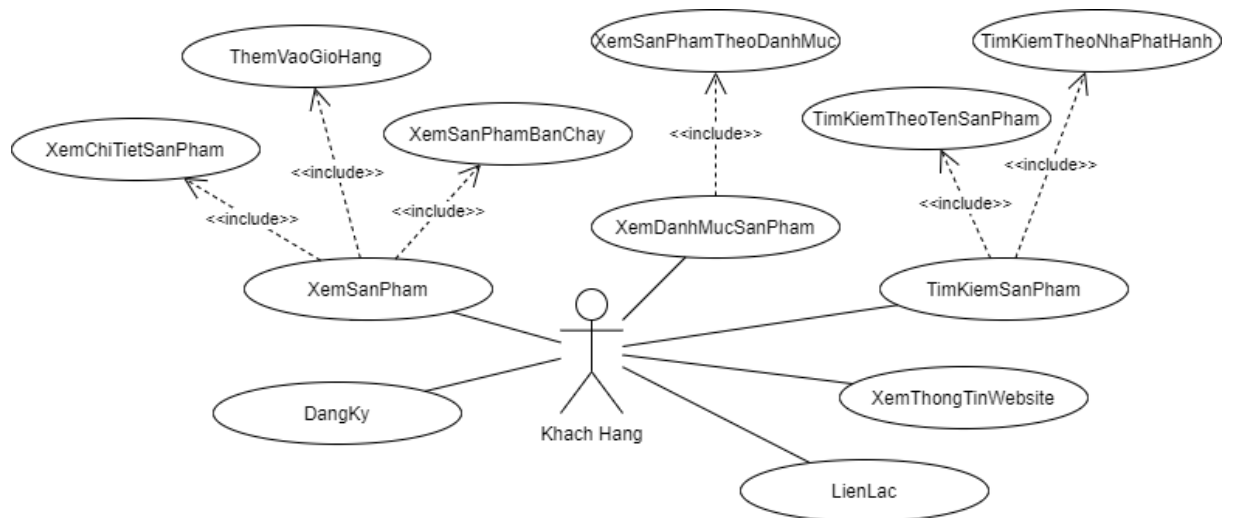 ThemVaoGioHang
XemSanPhamTheoDanhMuc
TimKiemTheoNhaPhatHanh
XemChiTietSanPham
XemSanPhamBanChay
TimKiemTheoTenSanPham
<<include>>
<<include>>
<<include>>
<<include>>
<<include>>
<<include>>
XemDanhMucSanPham
XemSanPham
TimKiemSanPham
XemThongTinWebsite
DangKy
Khach Hang
LienLac